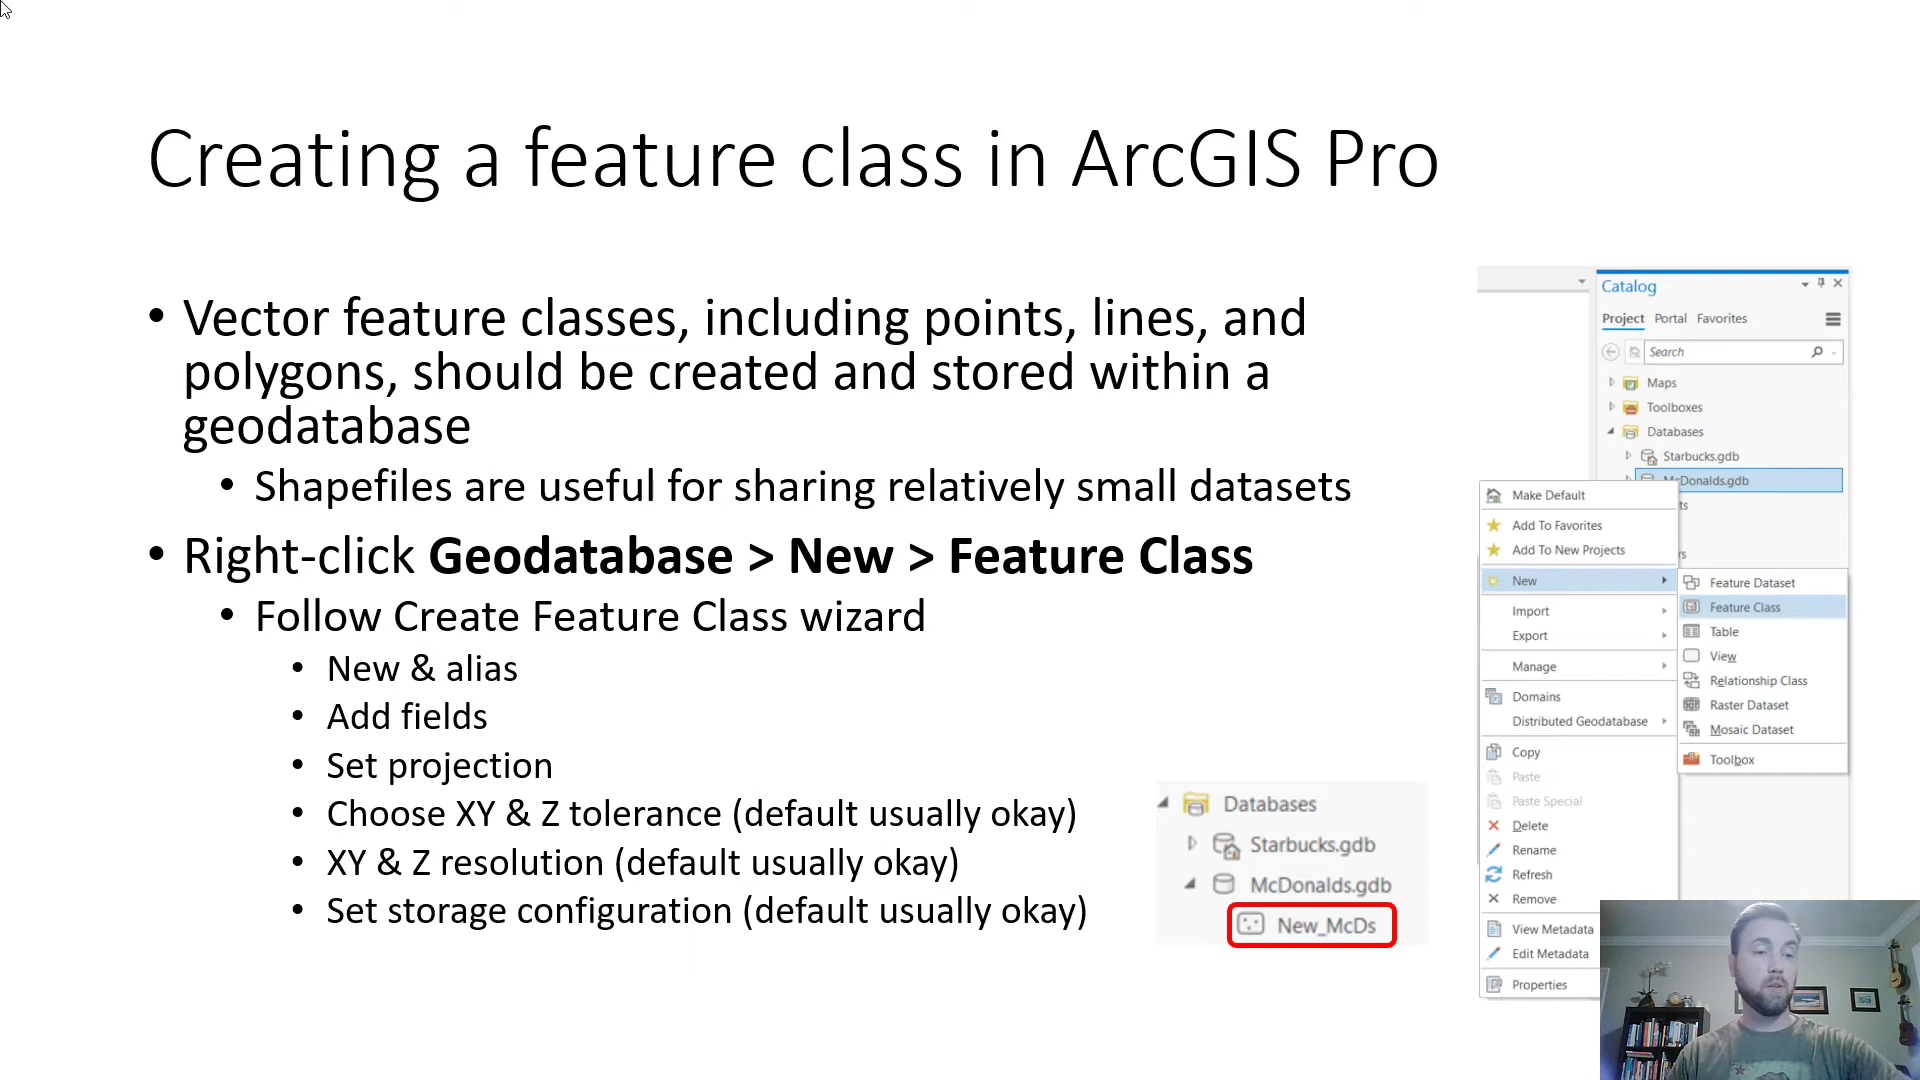 Creating a feature class in ArcGIS Pro
• Vector feature classes, including points, lines, and
polygons, should be created and stored within a
geodatabase
• Shapefiles are useful for sharing relatively small datasets
• Right-click Geodatabase > New > Feature Class
• Follow Create Feature Class wizard
• New & alias
• Add fields
• Set projection
• Choose XY & Z tolerance (default usually okay)
• XY & Z resolution (default usually okay)
• Set storage configuration (default usually okay)
Databases
Starbucks.gdb
McDonalds.gdb
New_McDs
Catalog
Project Portal Favorites
Search
Maps
Toolboxes
Databases
Starbucks.gdb
McDonalds.gdb
Make Default
Add To Favorites
Add To New Projects
New
Import
Export
Manage
Domains
Distributed Geodatabase
Copy
Paste
Paste Special
Delete
Rename
Refresh
Remove
View Metadata
Edit Metadata
Properties
Feature Dataset
Feature Class
Table
View
Relationship Class
Raster Dataset
Mosaic Dataset
Toolbox